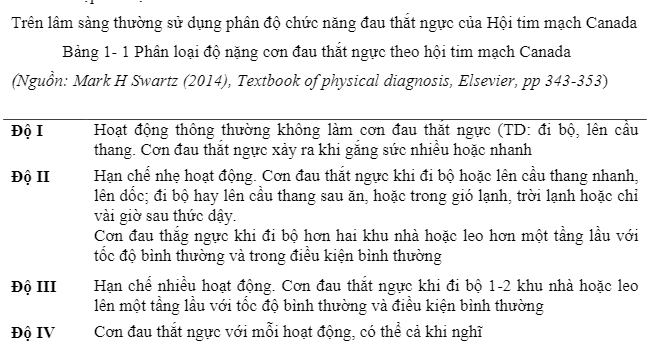 Trên lâm sàng thường sử dụng phân độ chức năng đau thắt ngực của Hội tim mạch Canada
Bảng 1- 1 Phân loại độ nặng cơn đau thắt ngực theo hội tim mạch Canada
(Nguồn: Mark H Swartz (2014), Textbook of physical diagnosis, Elsevier, pp 343-353)
Độ I Hoạt động thông thường không làm cơn đau thắt ngực (TD: đi bộ, lên cầu
thang. Cơn đau thắt ngực xảy ra khi gắng sức nhiều hoặc nhanh
Độ II Hạn chế nhẹ hoạt động. Cơn đau thắt ngực khi đi bộ hoặc lên cầu thang nhanh,
lên dốc; đi bộ hay lên cầu thang sau ăn, hoặc trong gió lạnh, trời lạnh hoặc chỉ
vài giờ sau thức dậy.
Cơn đau thắg ngực khi đi bộ hơn hai khu nhà hoặc leo hơn một tầng lầu với
tốc độ bình thường và trong điều kiện bình thường
Độ III Hạn chế nhiều hoạt động. Cơn đau thắt ngực khi đi bộ 1-2 khu nhà hoặc leo
lên một tầng lầu với tốc độ bình thường và điều kiện bình thường
Độ IV Cơn đau thắt ngực với mỗi hoạt động, có thể cả khi nghĩ